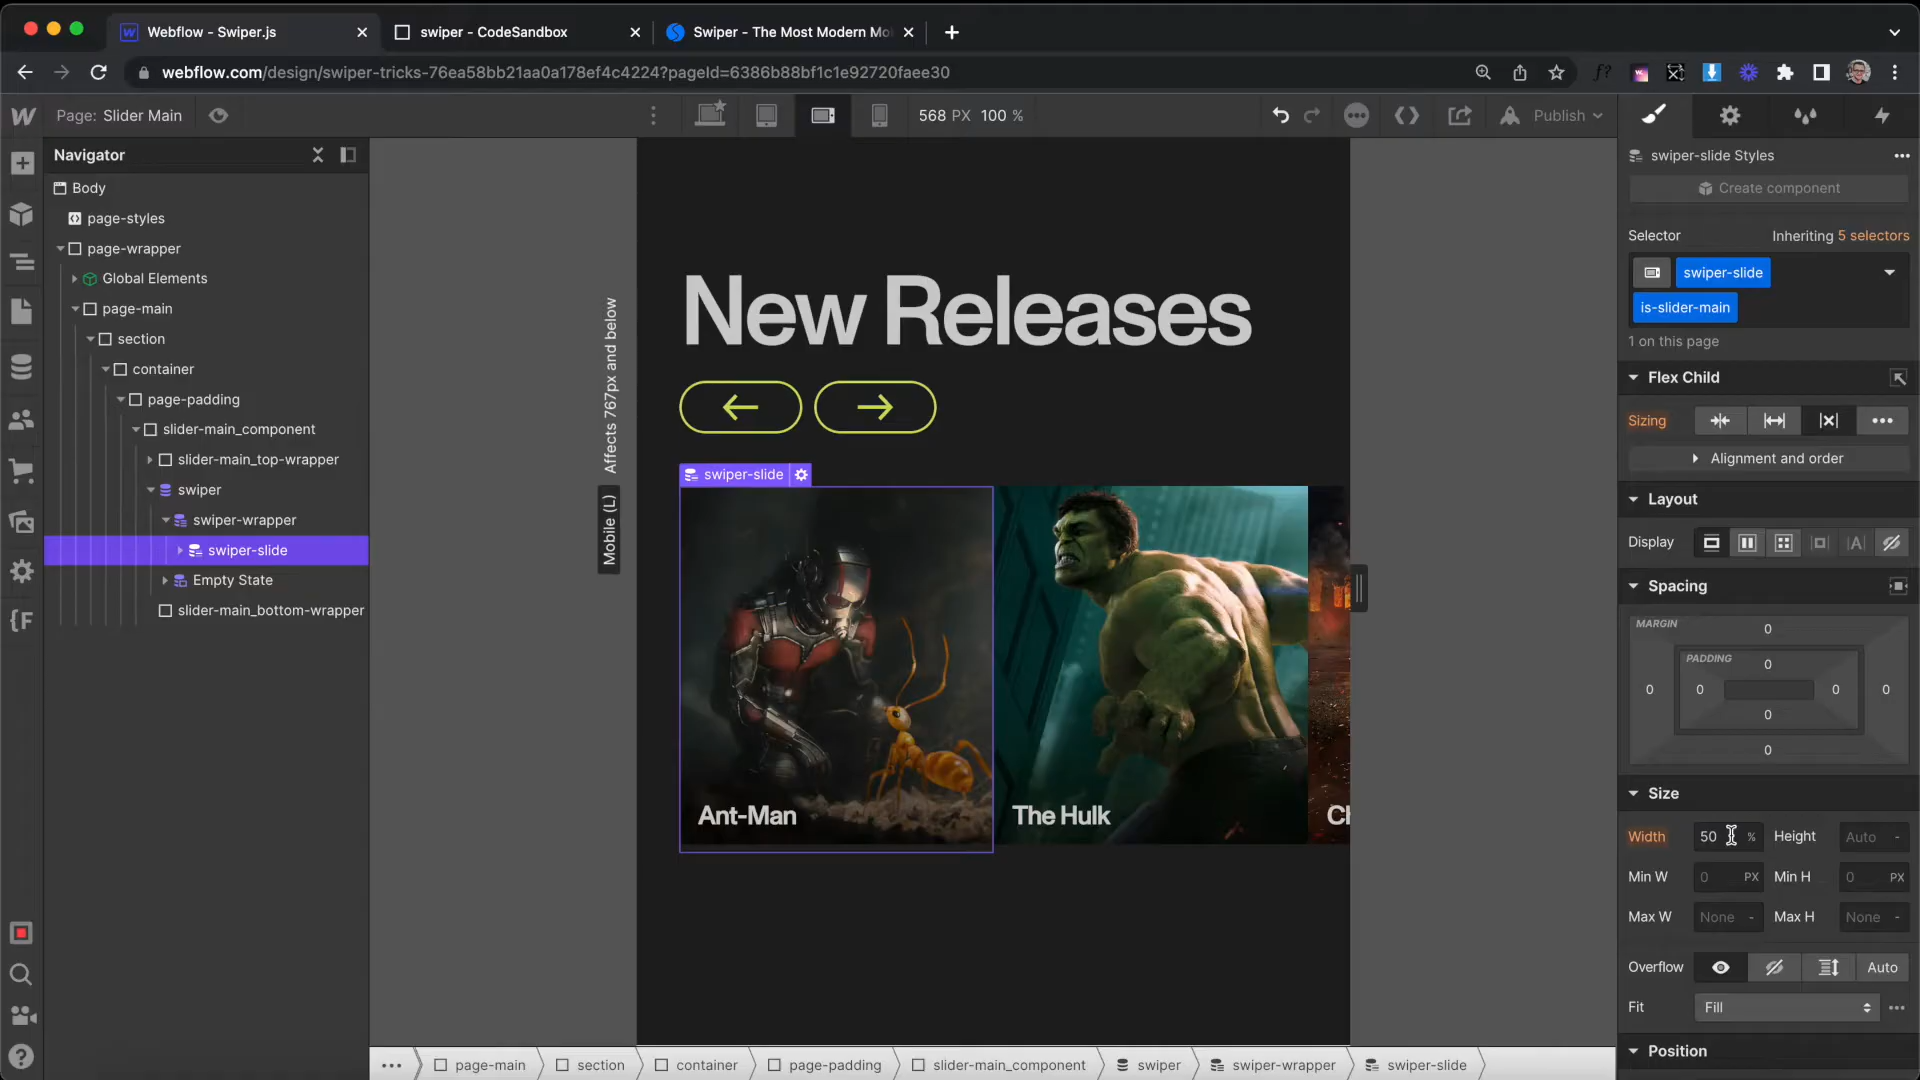 Webflow - Swiper.js
swiper - CodeSandbox
Swiper - The Most Modern Mo
webflow.com/design/swiper-tricks-76ea58bb21aa0a178ef4c4224?pageId=6386b88bf1c1e92720faee30
f?
Page: Slider Main
568 PX 100 %
Publish
Navigator
Body
page-styles
page-wrapper
Global Elements
page-main
section
container
page-padding
slider-main_component
slider-main_top-wrapper
swiper
swiper-wrapper
swiper-slide
Empty State
slider-main_bottom-wrapper
Affects 767px and below
Mobile (L)
New Releases
swiper-slide
Ant-Man
The Hulk
page-main
section
container
page-padding
slider-main_component
swiper
swiper-wrapper
swiper-slide
swiper-slide Styles
Create component
Selector
Inheriting 5 selectors
swiper-slide
is-slider-main
1 on this page
Flex Child
Sizing
Alignment and order
Layout
Display
Spacing
MARGIN
0
PADDING
0
0 0 0 0
0
0
Size
Width 50 % Height Auto -
Min W 0 PX Min H 0 PX
Max W None - Max H None -
Overflow Auto
Fit Fill
Position